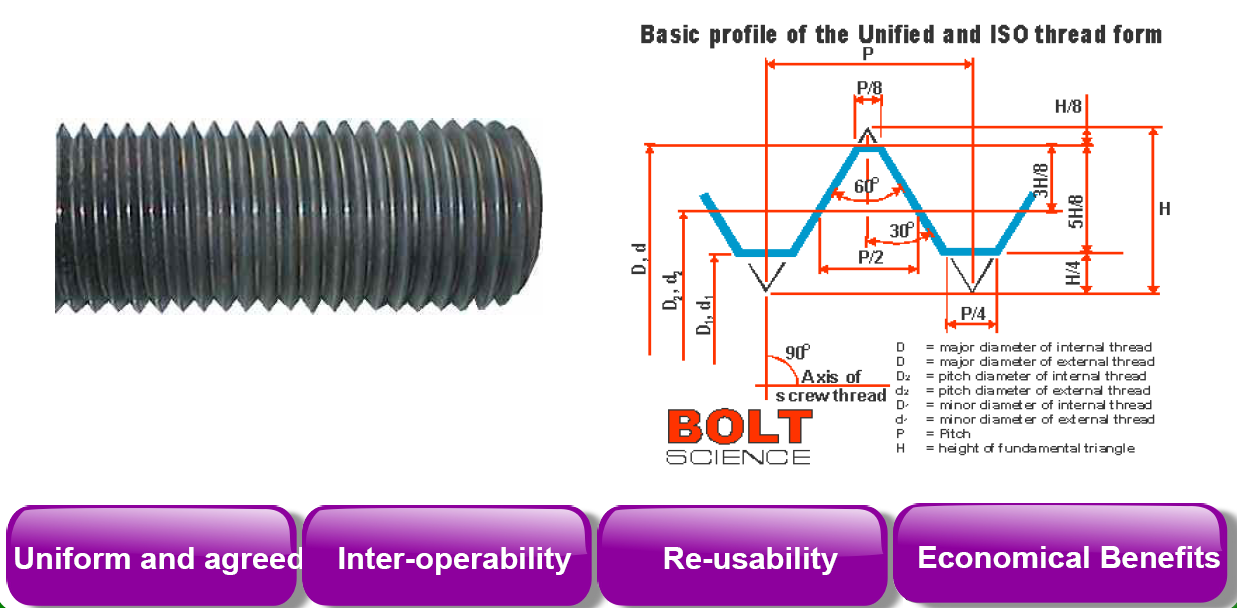 Basic profile of the Unified and ISO thread form
P
P/8
H/8
3H/8
5H/8
H
60°
30°
D, d
P/2
H/4
D₂, d₂
D₁, d₁
P/4
90°
Axis of
screw thread
D = major diameter of internal thread
D = major diameter of external thread
D₂ = pitch diameter of internal thread
d₂ = pitch diameter of external thread
D₁ = minor diameter of internal thread
d₁ = minor diameter of external thread
P = Pitch
H = height of fundamental triangle
BOLT
SCIENCE
Uniform and agreed
Inter-operability
Re-usability
Economical Benefits